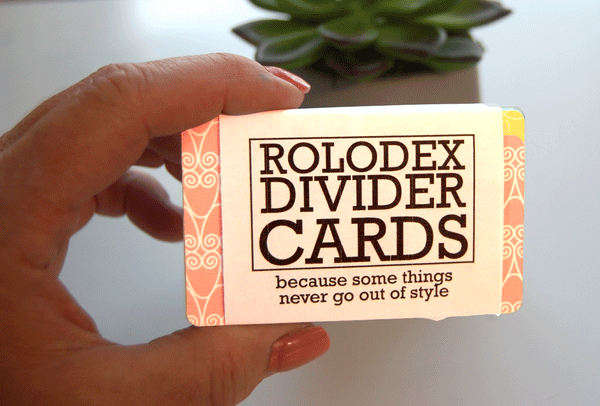 ROLODEX
DIVIDER
CARDS
because some things
never go out of style